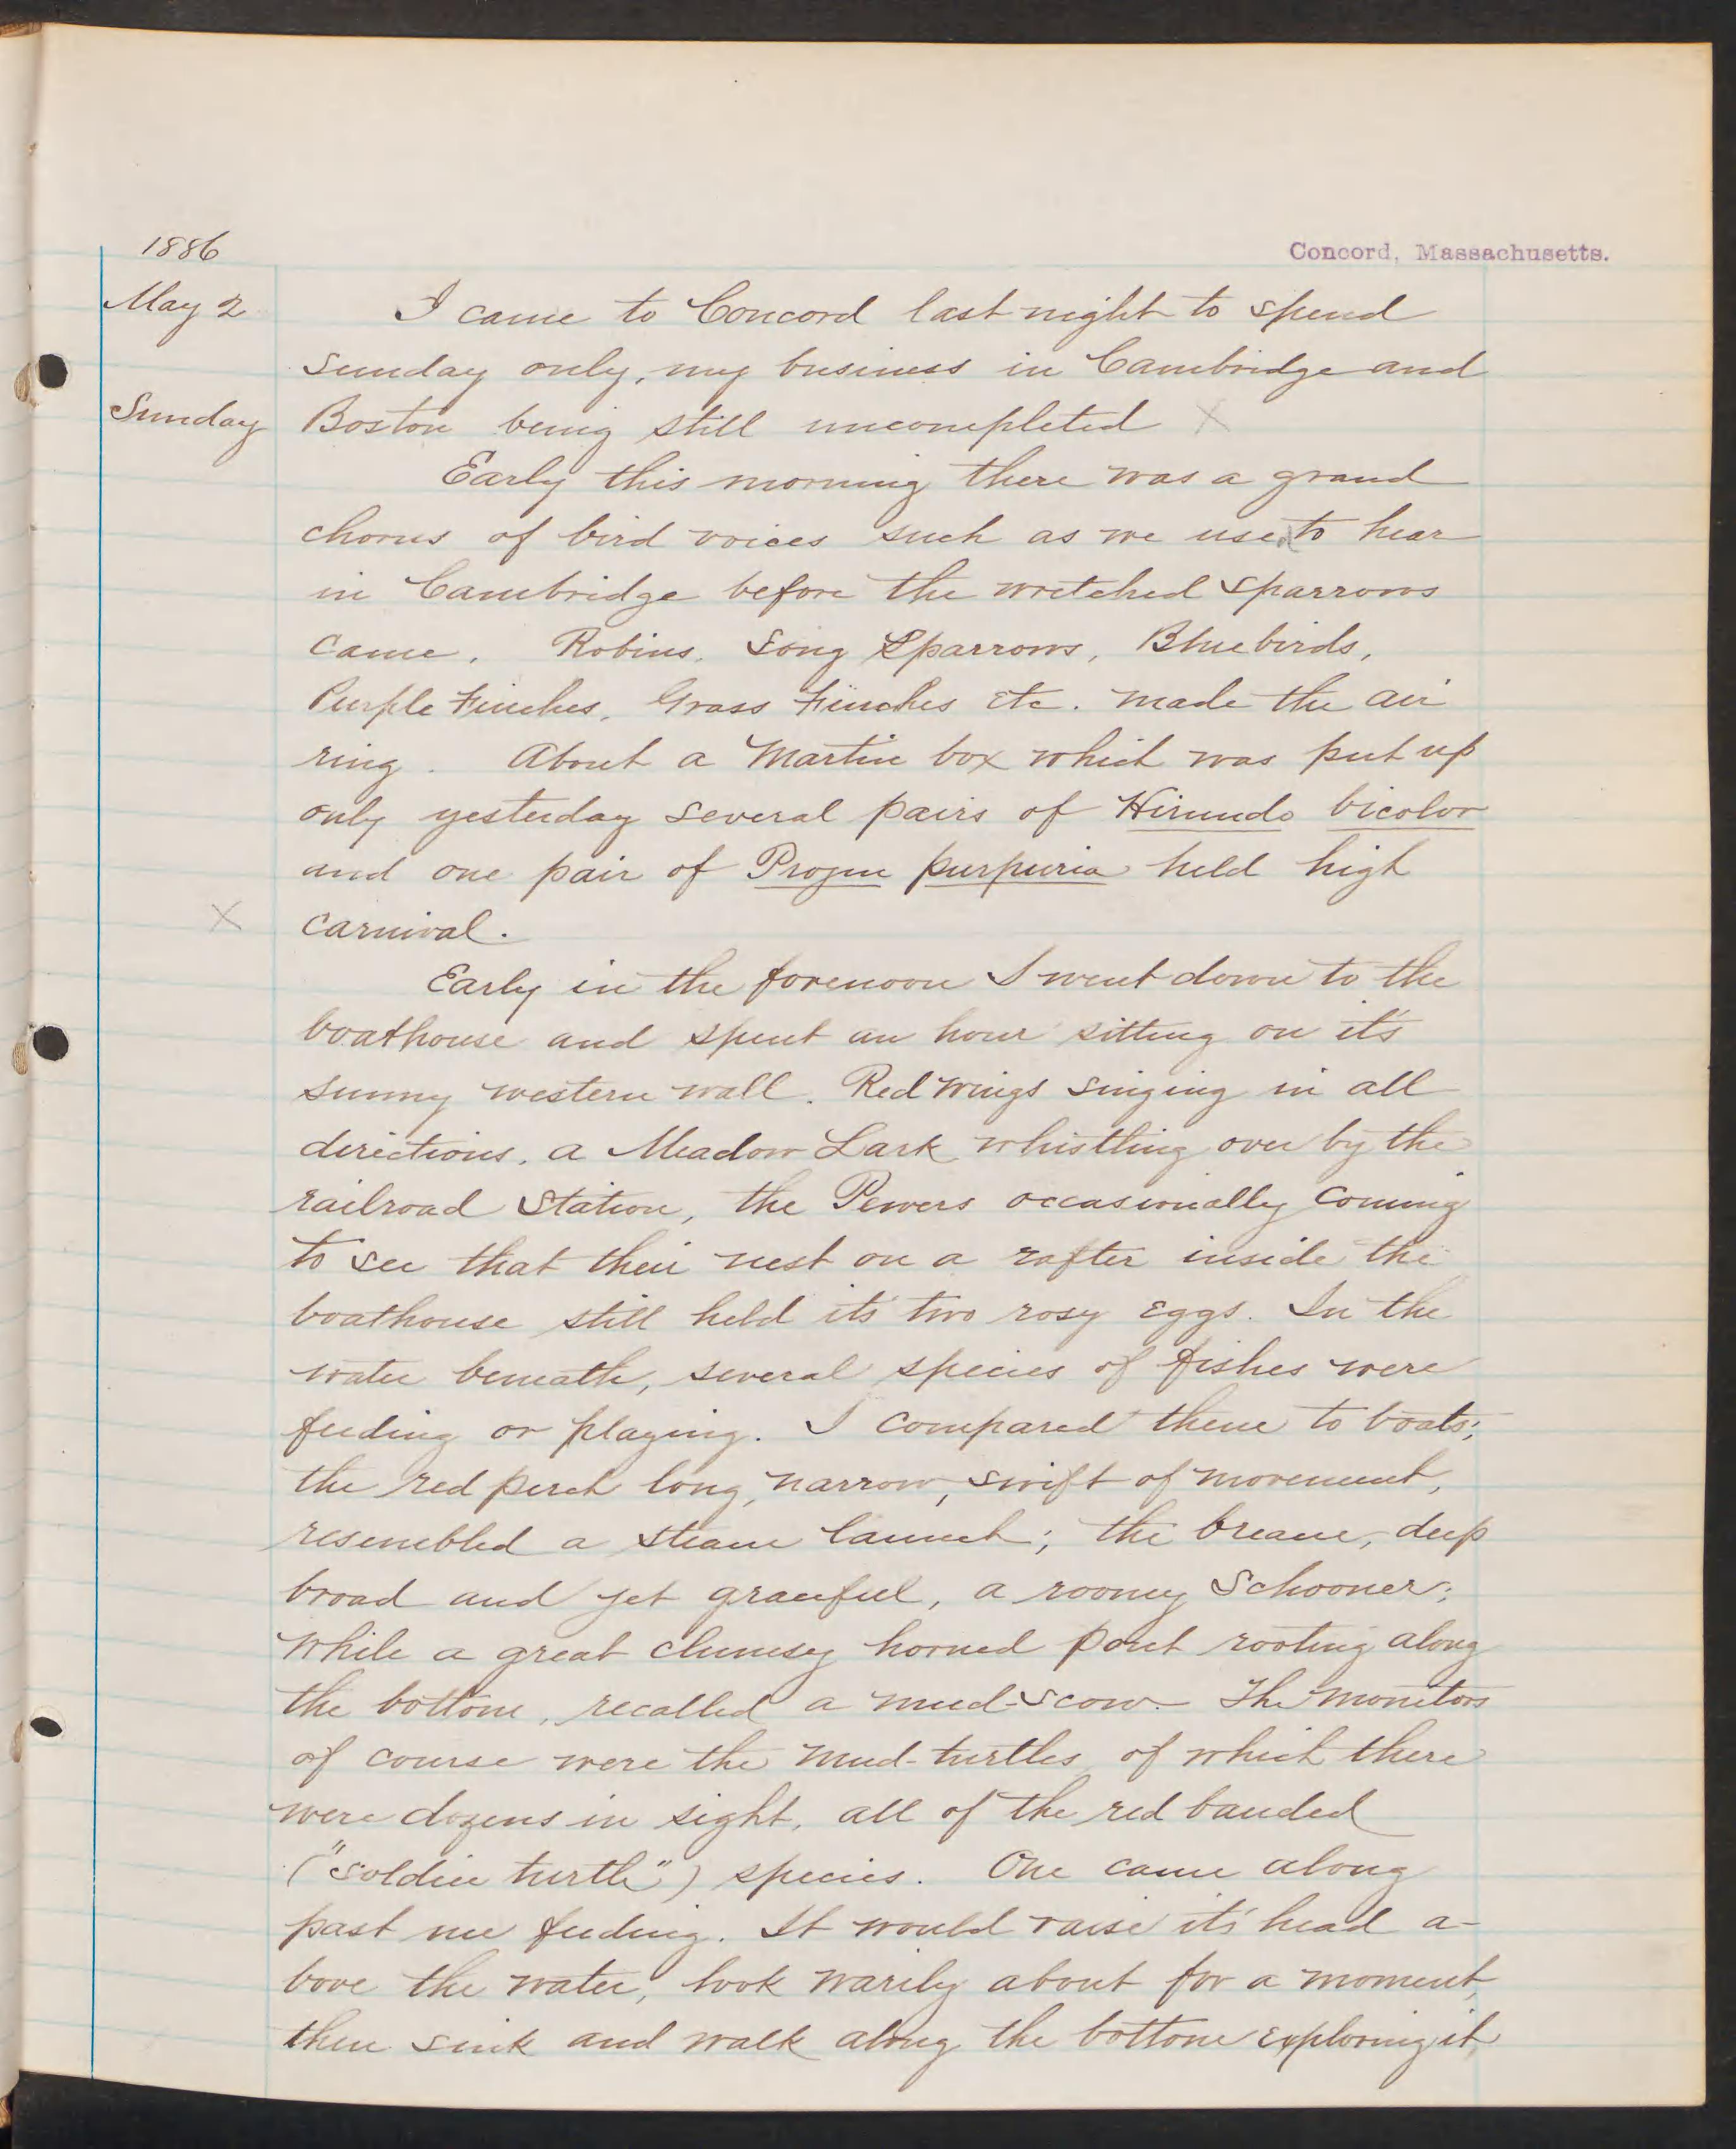 1886
Concord, Massachusetts.
May 2
I came to Concord last night to spend
Sunday only, my business in Cambridge and
Sunday
Boston being still uncompleted X
Early this morning there was a grand
chorus of bird voices such as we used to hear
in Cambridge before the wretched sparrows
came. Robins, Song Sparrows, Bluebirds,
Purple Finches, Grass Finches etc. made the air
ring. About a Martin box which was put up
only yesterday several pairs of Hirundo bicolor
and one pair of Progne purpuria held high
X
carnival.
Early in the forenoon I went down to the
boathouse and spent an hour sitting on it's
sunny western wall. Red wings singing in all
directions, a Meadow Lark whistling over by the
railroad station, the Pewees occasionally coming
to see that their nest on a rafter inside the
boathouse still held its two rosy eggs. In the
water beneath, several species of fishes were
feeding or playing. I compared them to boats;
the red perch long, narrow, swift of movement,
resembled a steam launch; the bream, deep
broad and yet graceful, a roomy Schooner;
while a great clumsy horned pout rooting along
the bottom, recalled a mud-scow. The monitors
of course were the mud-turtles of which there
were dozens in sight, all of the red banded
("soldier turtle") species. One came along
past me feeding. It would raise it's head a-
bove the water, look warily about for a moment,
then sink and walk along the bottom exploring it